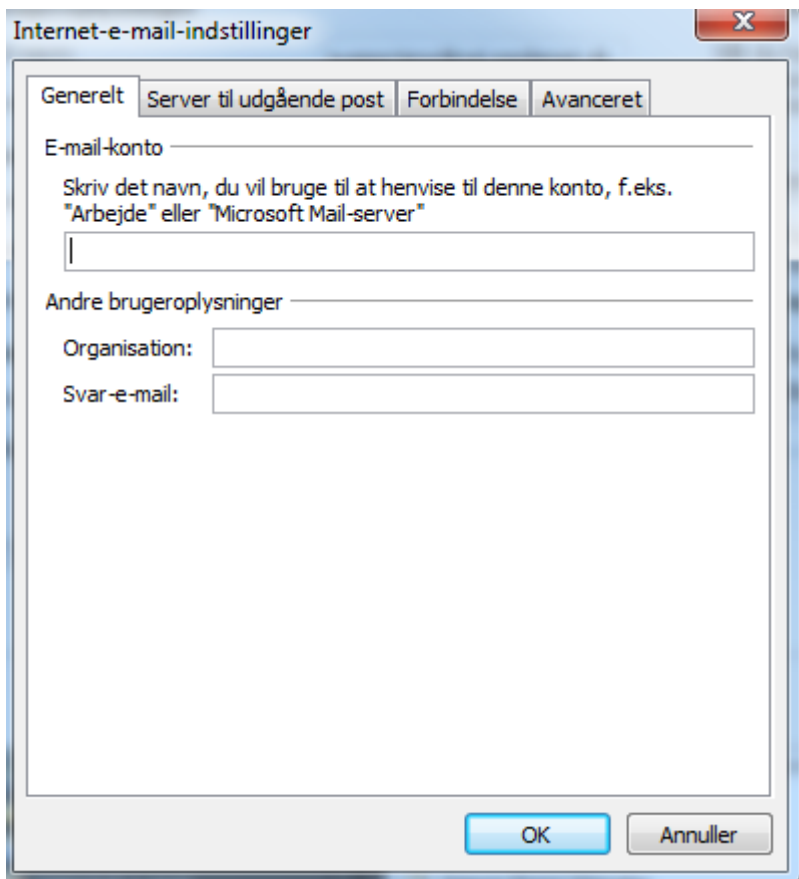 Internet-e-mail-indstillinger
Generelt
Server til udgående post
Forbindelse
Avanceret
E-mail-konto
Skriv det navn, du vil bruge til at henvise til denne konto, f.eks.
"Arbejde" eller "Microsoft Mail-server"
Andre brugeroplysninger
Organisation:
Svar-e-mail:
OK
Annuller